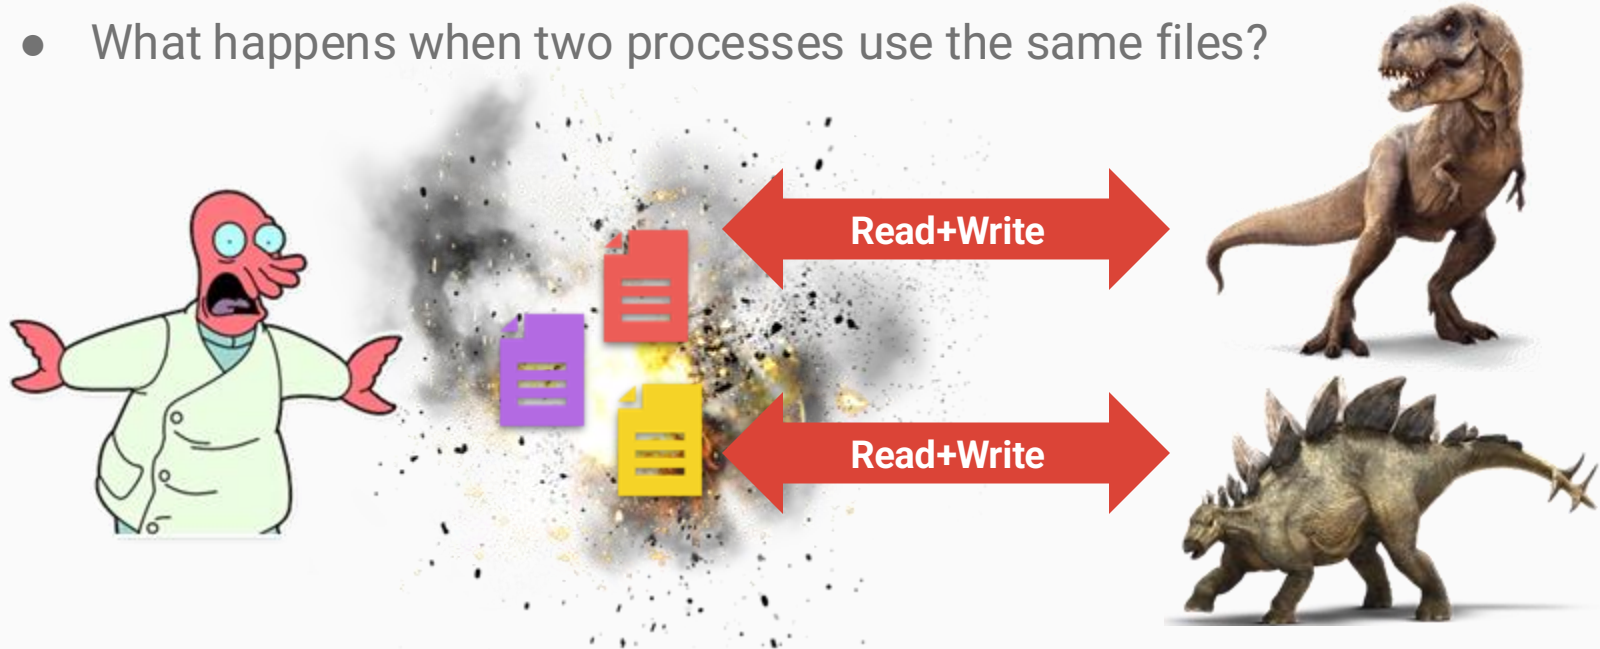 ● What happens when two processes use the same files?
Read+Write
Read+Write